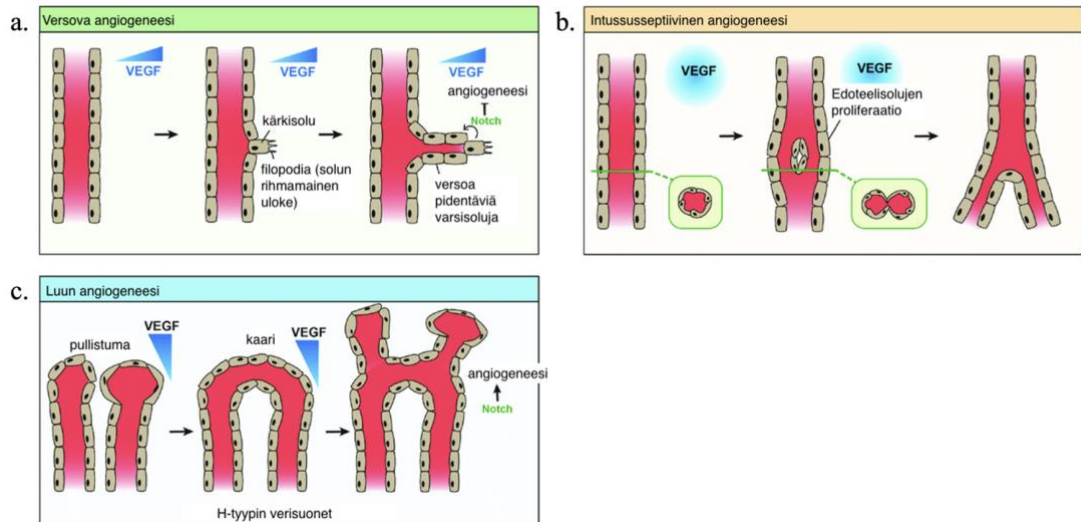 a.
Versova angiogeneesi
VEGF
VEGF
VEGF
angiogeneesi
Notch
kärkisolu
filopodia (solun
rihmamainen
uloke)
versoa
pidentäviä
varsisoluja
b.
Intussusseptiivinen angiogeneesi
VEGF
VEGF
Edoteelisolujen
proliferaatio
c.
Luun angiogeneesi
pullistuma
VEGF
kaari
VEGF
angiogeneesi
Notch
H-tyypin verisuonet